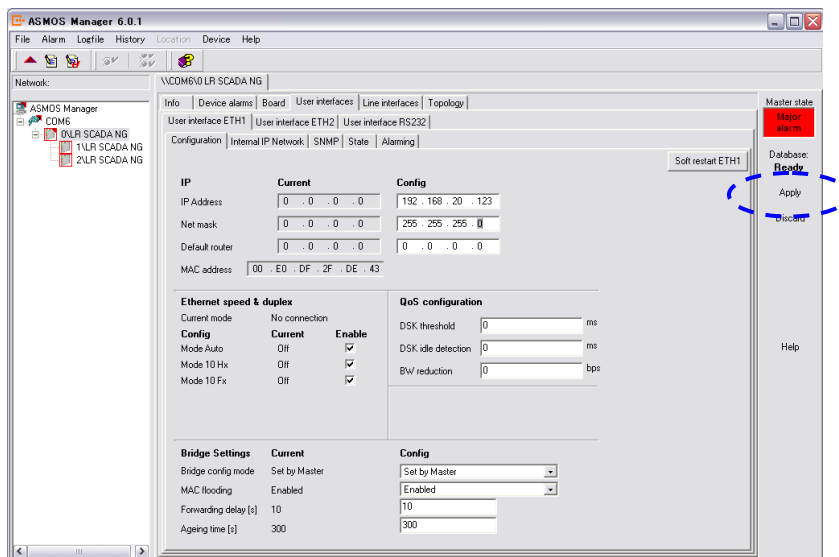 ASMOS Manager 6.0.1
File Alarm Logfile History Location Device Help
Network:
\\COM6\0 LR SCADA NG
ASMOS Manager
COM6
0\LR SCADA NG
1\LR SCADA NG
2\LR SCADA NG
Info Device alarms Board User interfaces Line interfaces Topology
User interface ETH1 User interface ETH2 User interface RS232
Configuration Internal IP Network SNMP State Alarming
Soft restart ETH1
IP Current Config
IP Address 0 . 0 . 0 . 0 192 . 168 . 20 . 123
Net mask 0 . 0 . 0 . 0 255 . 255 . 255 . 0
Default router 0 . 0 . 0 . 0 0 . 0 . 0 . 0
MAC address 00 . E0 . DF . 2F . DE . 43
Ethernet speed & duplex
Current mode No connection
Config Current Enable
Mode Auto Off
Mode 10 Hx Off
Mode 10 Fx Off
QoS configuration
DSK threshold 0 ms
DSK idle detection 0 ms
BW reduction 0 bps
Bridge Settings Current Config
Bridge config mode Set by Master Set by Master
MAC flooding Enabled Enabled
Forwarding delay [s] 10 10
Ageing time [s] 300 300
Master state
Major
alarm
Database:
Ready
Apply
Discard
Help